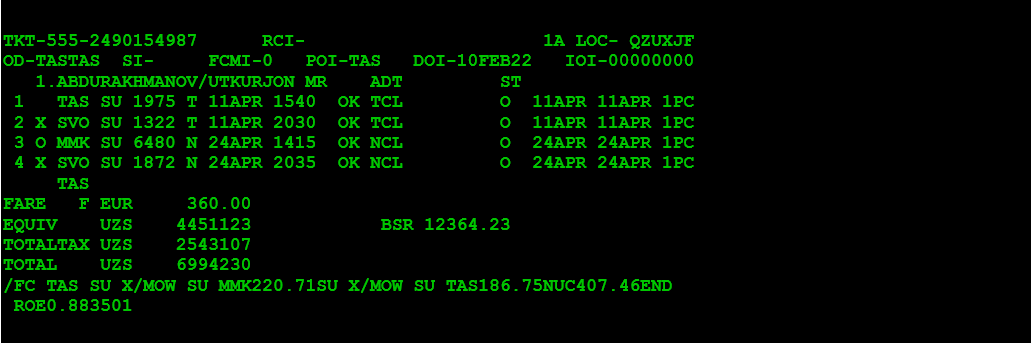 TKT-555-2490154987      RCI-                      1A LOC- QZUXJF
OD-TASTAS  SI-     FCMI-0   POI-TAS   DOI-10FEB22   IOI-00000000
   1.ABDURAKHMANOV/UTKURJON MR    ADT         ST
 1   TAS SU 1975 T 11APR 1540  OK TCL         O  11APR 11APR 1PC
 2 X SVO SU 1322 T 11APR 2030  OK TCL         O  11APR 11APR 1PC
 3 O MMK SU 6480 N 24APR 1415  OK NCL         O  24APR 24APR 1PC
 4 X SVO SU 1872 N 24APR 2035  OK NCL         O  24APR 24APR 1PC
     TAS
FARE   F EUR     360.00
EQUIV    UZS    4451123            BSR 12364.23
TOTALTAX UZS    2543107
TOTAL    UZS    6994230
/FC TAS SU X/MOW SU MMK220.71SU X/MOW SU TAS186.75NUC407.46END
 ROE0.883501